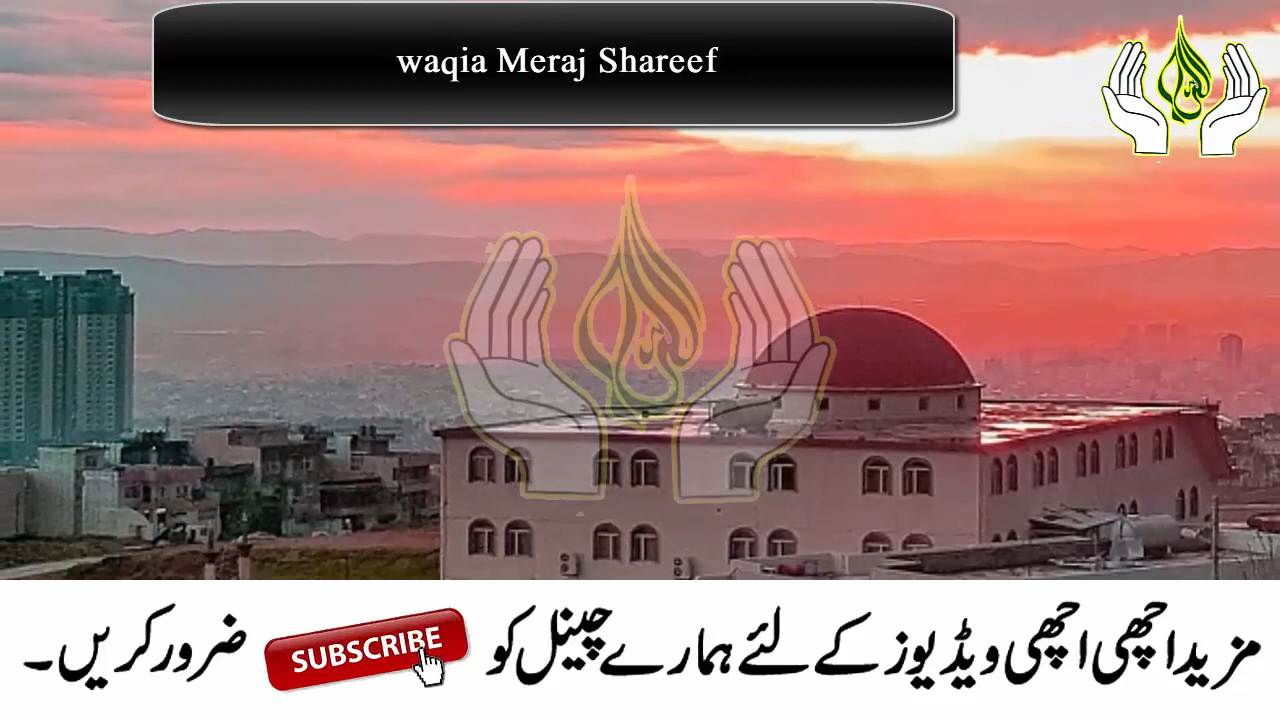 waqia Meraj Shareef
مزید اچھی اچھی ویڈیوز کے لئے ہمارے چینل کو SUBSCRIBE ضرور کریں۔